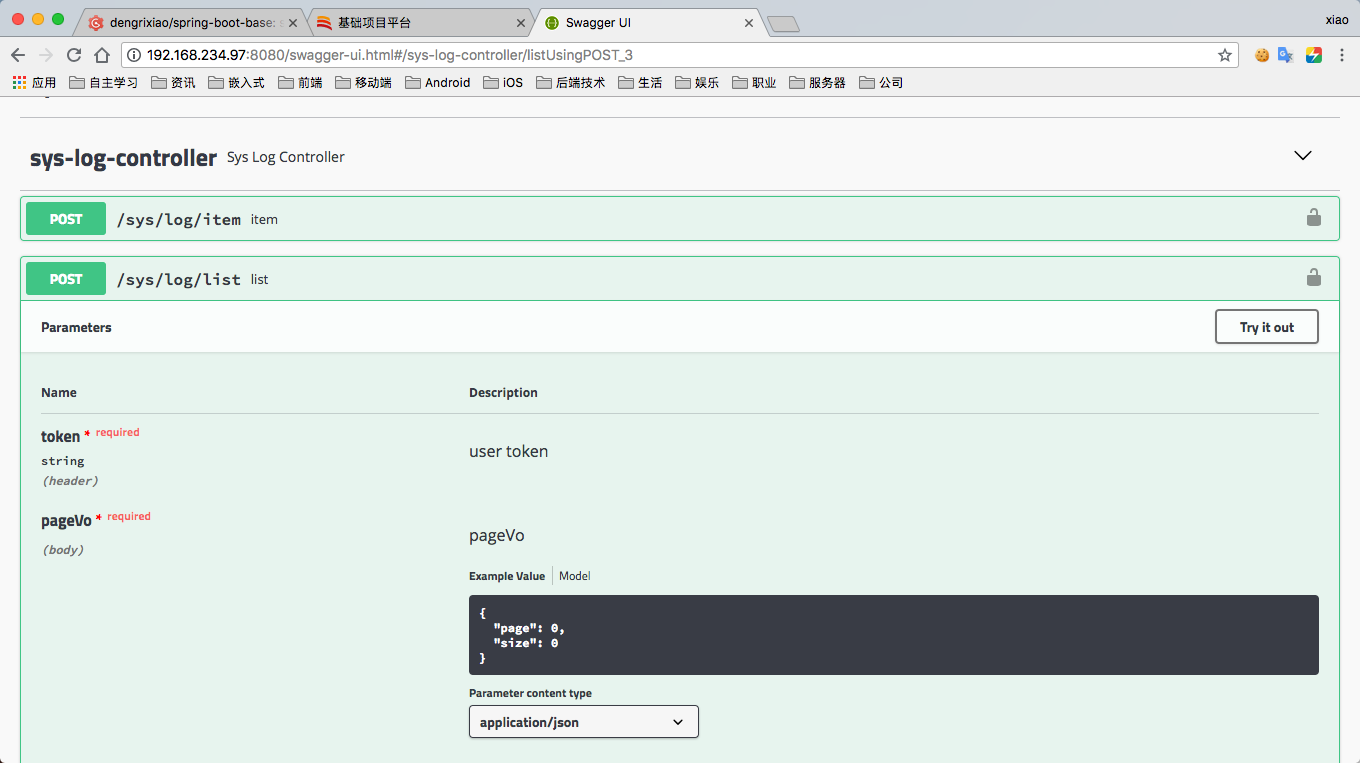 dengrixiao/spring-boot-base:
基础项目平台
Swagger UI
xiao
192.168.234.97:8080/swagger-ui.html#/sys-log-controller/listUsingPOST_3
应用 自主学习 资讯 嵌入式 前端 移动端 Android iOS 后端技术 生活 娱乐 职业 服务器 公司
sys-log-controller Sys Log Controller
POST /sys/log/item item
POST /sys/log/list list
Parameters
Try it out
Name Description
token * required
string
(header)
user token
pageVo * required
(body)
pageVo
Example Value Model
{
"page": 0,
"size": 0
}
Parameter content type
application/json